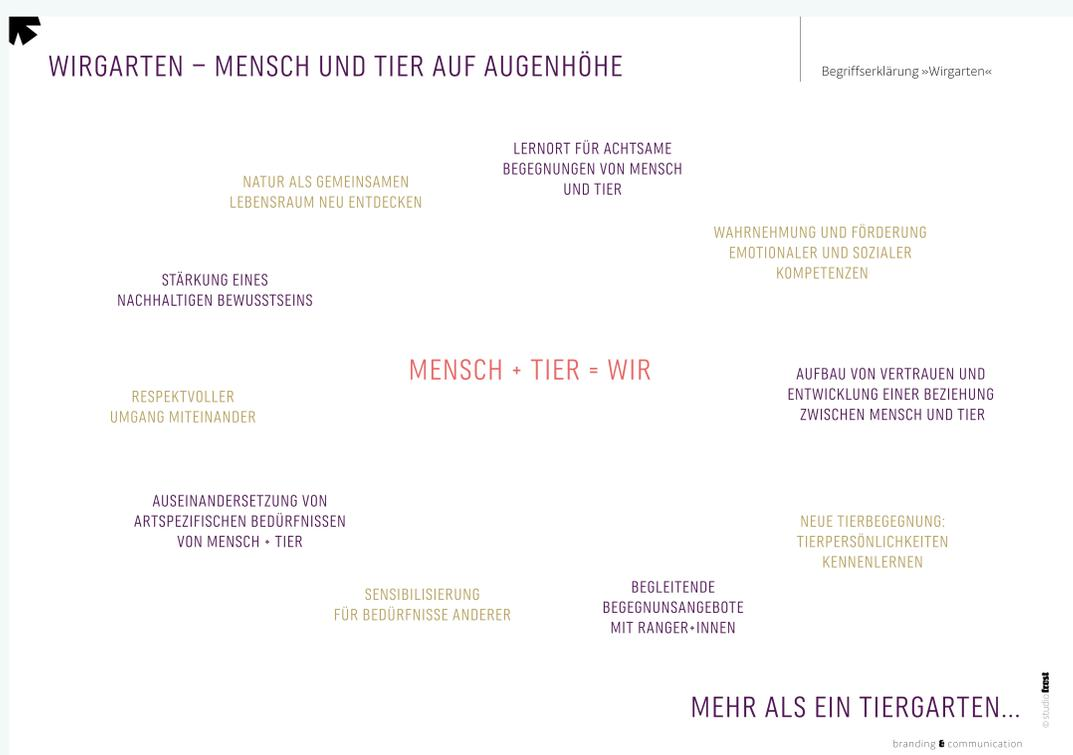 WIRGARTEN – MENSCH UND TIER AUF AUGENHÖHE
Begriffserklärung »Wirgarten«
LERNORT FÜR ACHTSAME
BEGEGNUNGEN VON MENSCH
UND TIER
NATUR ALS GEMEINSAMEN
LEBENSRAUM NEU ENTDECKEN
WAHRNEHMUNG UND FÖRDERUNG
EMOTIONALER UND SOZIALER
KOMPETENZEN
STÄRKUNG EINES
NACHHALTIGEN BEWUSSTSEINS
MENSCH + TIER = WIR
AUFBAU VON VERTRAUEN UND
ENTWICKLUNG EINER BEZIEHUNG
ZWISCHEN MENSCH UND TIER
RESPEKTVOLLER
UMGANG MITEINANDER
AUSEINANDERSETZUNG VON
ARTSPEZIFISCHEN BEDÜRFNISSEN
VON MENSCH + TIER
NEUE TIERBEGEGNUNG:
TIERPERSÖNLICHKEITEN
KENNENLERNEN
SENSIBILISIERUNG
FÜR BEDÜRFNISSE ANDERER
BEGLEITENDE
BEGEGNUNSANGEBOTE
MIT RANGER+INNEN
MEHR ALS EIN TIERGARTEN...
© studio frest
branding & communication